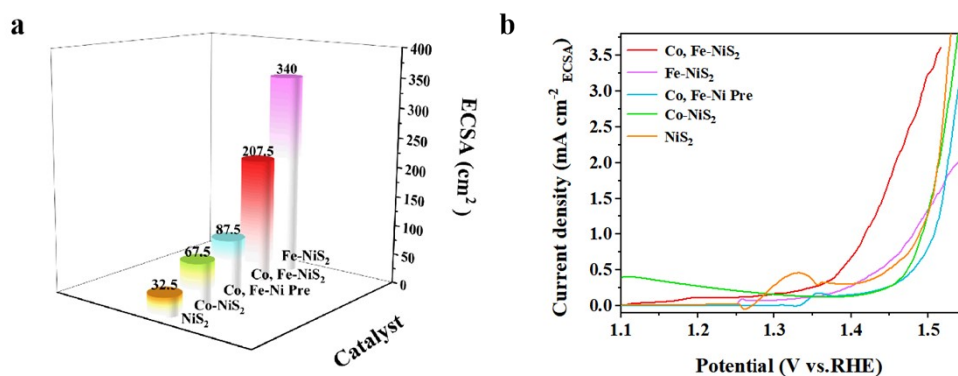 a
400
350
300
250
200
150
100
50
0
ECSA (cm²)
340
207.5
87.5
67.5
32.5
Fe-NiS₂
Co, Fe-NiS₂
Co, Fe-Ni Pre
Co-NiS₂
NiS₂
Catalyst
b
Current density (mA cm⁻² ECSA)
3.5
3.0
2.5
2.0
1.5
1.0
0.5
0.0
Co, Fe-NiS₂
Fe-NiS₂
Co, Fe-Ni Pre
Co-NiS₂
NiS₂
1.1 1.2 1.3 1.4 1.5
Potential (V vs.RHE)